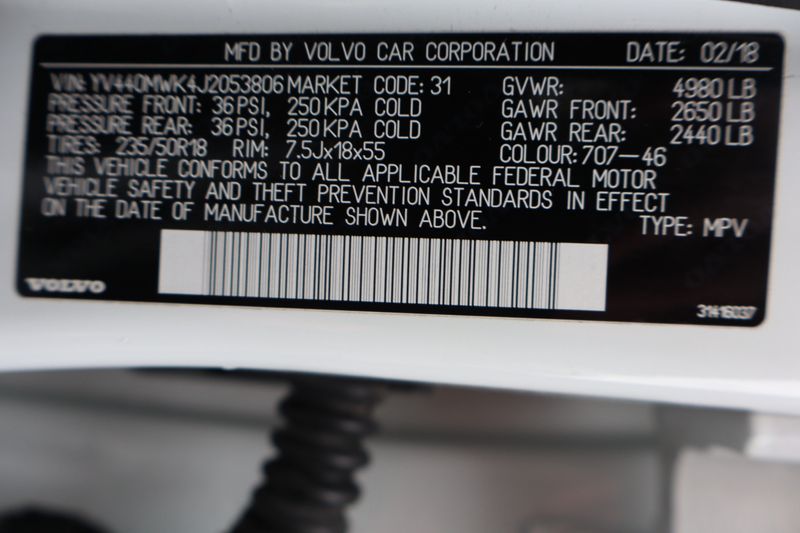 MFD BY VOLVO CAR CORPORATION DATE: 02/18
VIN: YV440MWK4J2053806 MARKET CODE: 31 GVWR: 4980 LB
PRESSURE FRONT: 36 PSI, 250 KPA COLD GAWR FRONT: 2650 LB
PRESSURE REAR: 36 PSI, 250 KPA COLD GAWR REAR: 2440 LB
TIRES: 235/50R18 RIM: 7.5Jx18x55 COLOUR: 707-46
THIS VEHICLE CONFORMS TO ALL APPLICABLE FEDERAL MOTOR
VEHICLE SAFETY AND THEFT PREVENTION STANDARDS IN EFFECT
ON THE DATE OF MANUFACTURE SHOWN ABOVE. TYPE: MPV
VOLVO
31416037